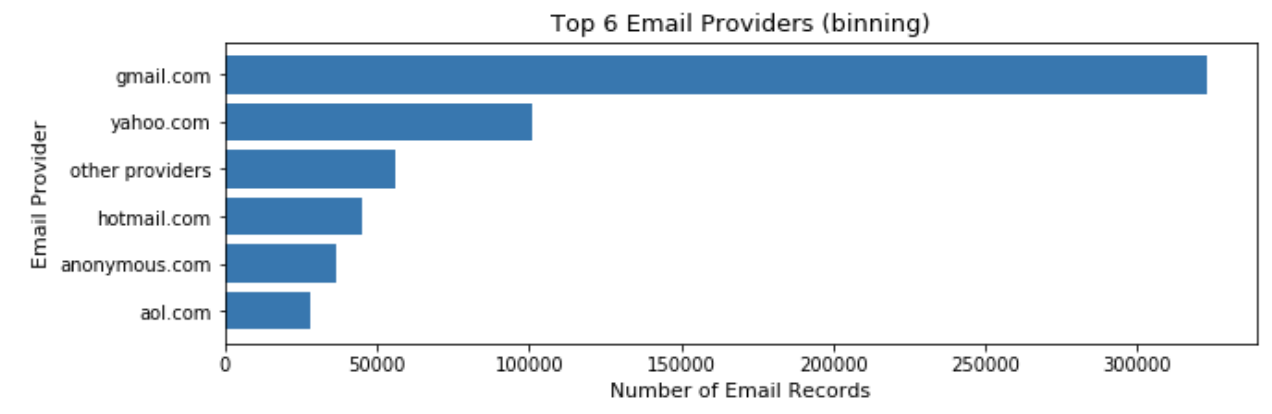 Top 6 Email Providers (binning)
Email Provider
gmail.com
yahoo.com
other providers
hotmail.com
anonymous.com
aol.com
0 50000 100000 150000 200000 250000 300000
Number of Email Records